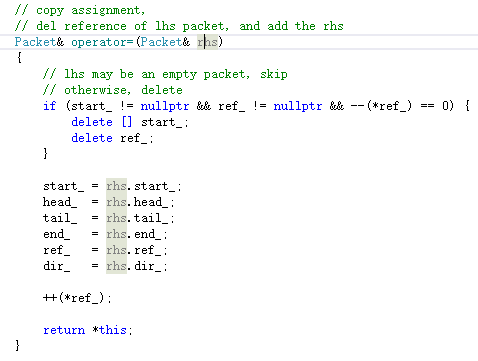 // copy assignment,
// del reference of lhs packet, and add the rhs
Packet& operator=(Packet& rhs)
{
// lhs may be an empty packet, skip
// otherwise, delete
if (start_ != nullptr && ref_ != nullptr && --(*ref_) == 0) {
delete [] start_;
delete ref_;
}
start_ = rhs.start_;
head_ = rhs.head_;
tail_ = rhs.tail_;
end_ = rhs.end_;
ref_ = rhs.ref_;
dir_ = rhs.dir_;
++(*ref_);
return *this;
}